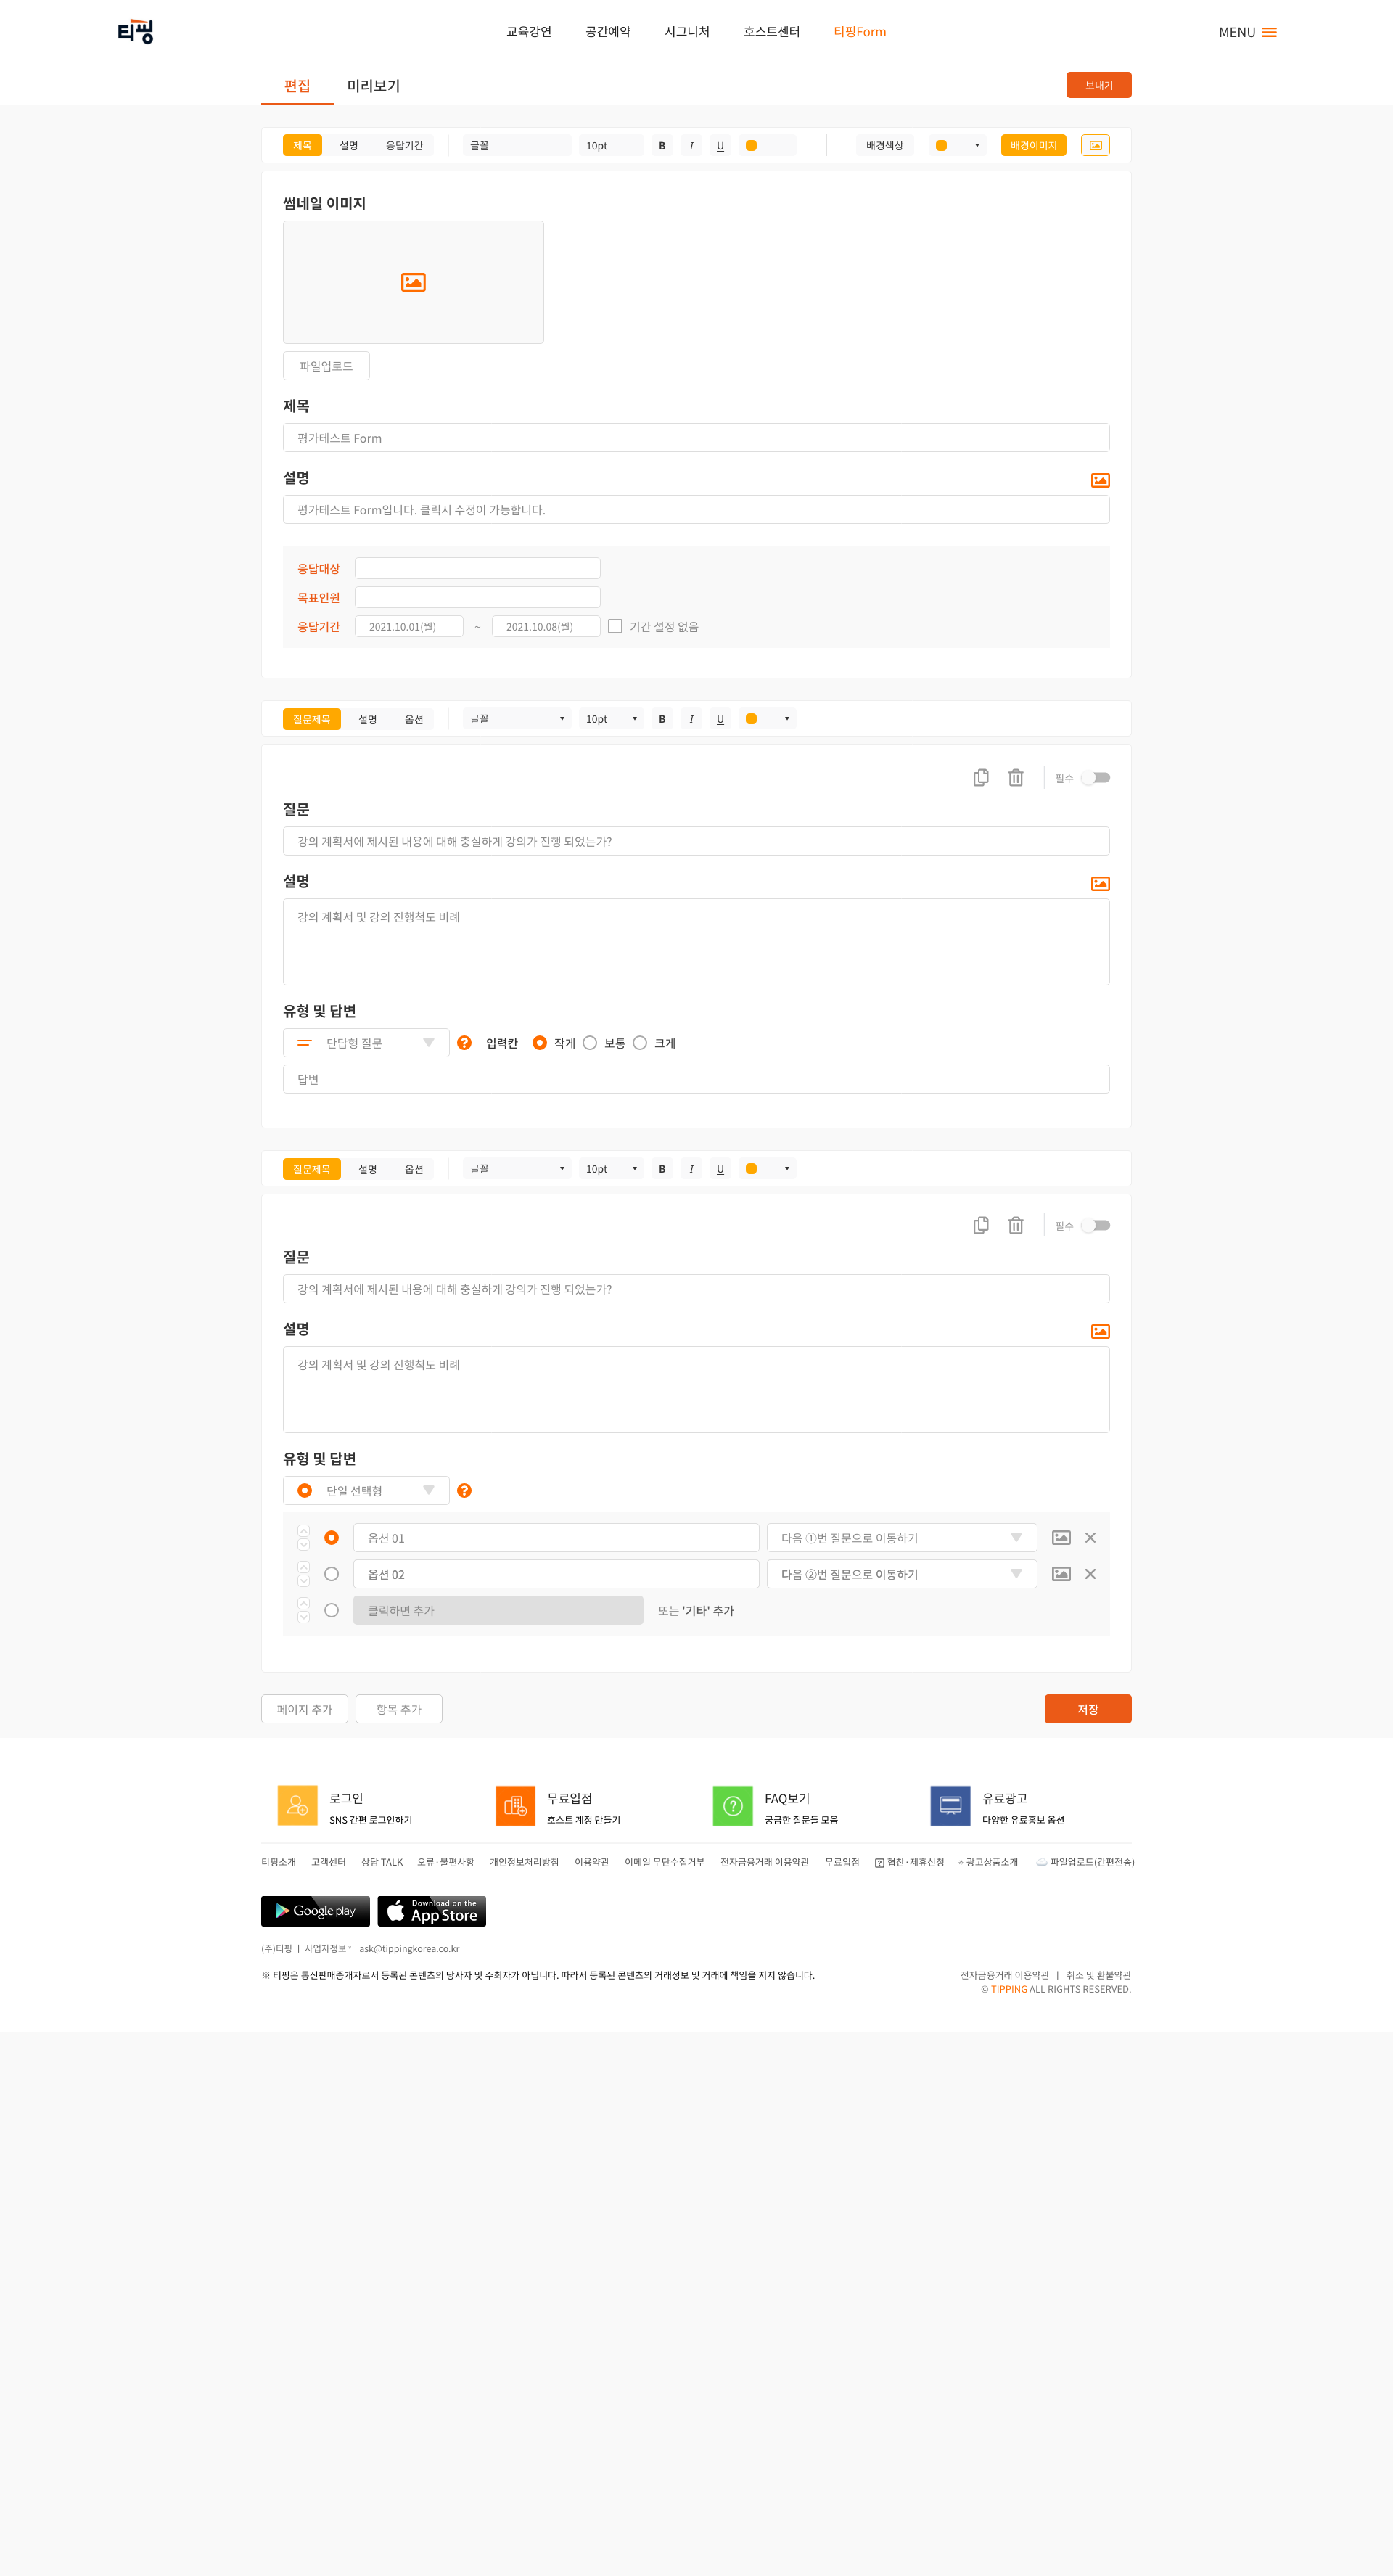 티핑
교육강연 공간예약 시그니처 호스트센터 티핑Form MENU
편집 미리보기 보내기
제목 설명 응답기간 글꼴 10pt B I U 배경색상 배경이미지
썸네일 이미지
파일업로드
제목
평가테스트 Form
설명
평가테스트 Form입니다. 클릭시 수정이 가능합니다.
응답대상
목표인원
응답기간 2021.10.01(월) ~ 2021.10.08(월) 기간 설정 없음
질문제목 설명 옵션 글꼴 10pt B I U
필수
질문
강의 계획서에 제시된 내용에 대해 충실하게 강의가 진행 되었는가?
설명
강의 계획서 및 강의 진행척도 비례
유형 및 답변
단답형 질문 ? 입력칸 작게 보통 크게
답변
질문제목 설명 옵션 글꼴 10pt B I U
필수
질문
강의 계획서에 제시된 내용에 대해 충실하게 강의가 진행 되었는가?
설명
강의 계획서 및 강의 진행척도 비례
유형 및 답변
단일 선택형 ?
옵션 01 다음 ①번 질문으로 이동하기
옵션 02 다음 ②번 질문으로 이동하기
클릭하면 추가 또는 '기타' 추가
페이지 추가 항목 추가 저장
로그인 무료입점 FAQ보기 유료광고
SNS 간편 로그인하기 호스트 계정 만들기 궁금한 질문들 모음 다양한 유료홍보 옵션
티핑소개 고객센터 상담 TALK 오류·불편사항 개인정보처리방침 이용약관 이메일 무단수집거부 전자금융거래 이용약관 무료입점 협찬·제휴신청 광고상품소개 파일업로드(간편전송)
Google play Download on the App Store
(주)티핑 | 사업자정보 ask@tippingkorea.co.kr
※ 티핑은 통신판매중개자로서 등록된 콘텐츠의 당사자 및 주최자가 아닙니다. 따라서 등록된 콘텐츠의 거래정보 및 거래에 책임을 지지 않습니다. 전자금융거래 이용약관 | 취소 및 환불약관
© TIPPING ALL RIGHTS RESERVED.